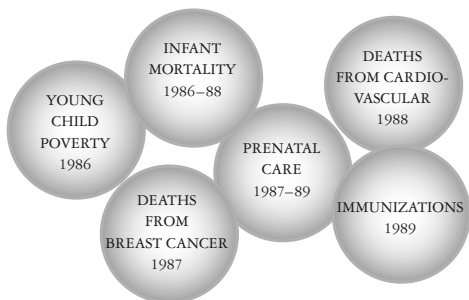 INFANT
MORTALITY
1986–88
DEATHS
FROM CARDIO-
VASCULAR
1988
YOUNG
CHILD
POVERTY
1986
PRENATAL
CARE
1987–89
DEATHS
FROM
BREAST CANCER
1987
IMMUNIZATIONS
1989